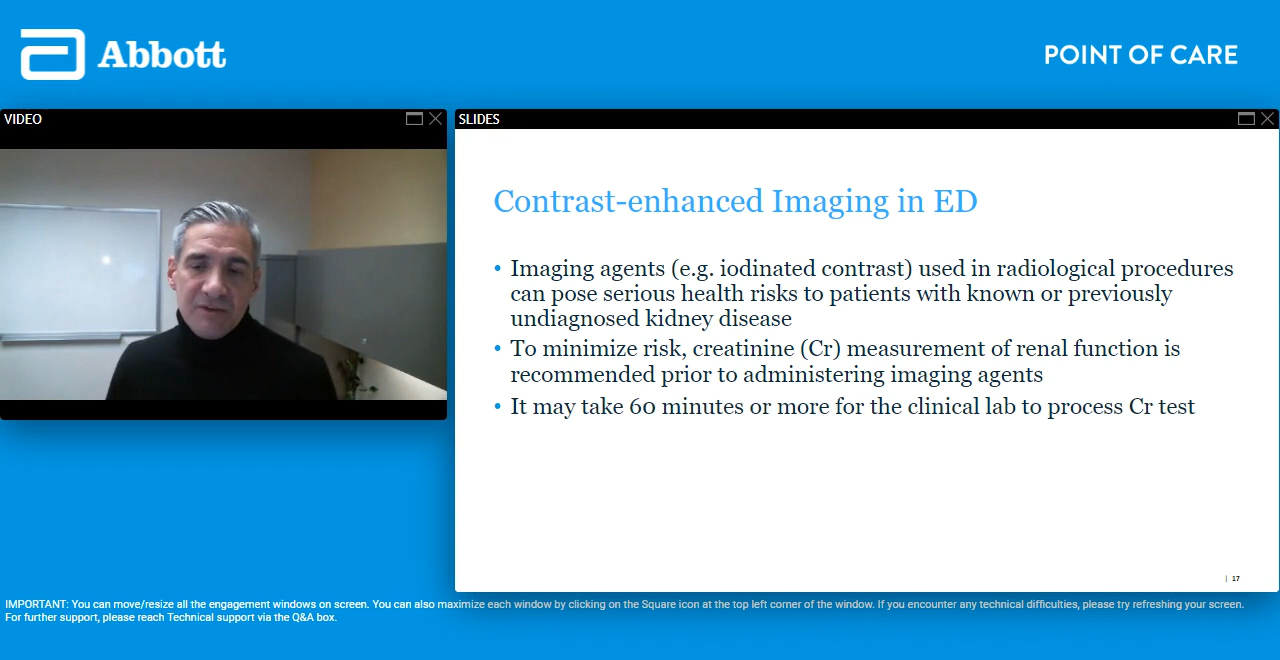 Abbott
POINT OF CARE
VIDEO
SLIDES
Contrast-enhanced Imaging in ED
• Imaging agents (e.g. iodinated contrast) used in radiological procedures
can pose serious health risks to patients with known or previously
undiagnosed kidney disease
• To minimize risk, creatinine (Cr) measurement of renal function is
recommended prior to administering imaging agents
• It may take 60 minutes or more for the clinical lab to process Cr test
| 17
IMPORTANT: You can move/resize all the engagement windows on screen. You can also maximize each window by clicking on the Square icon at the top left corner of the window. If you encounter any technical difficulties, please try refreshing your screen.
For further support, please reach Technical support via the Q&A box.